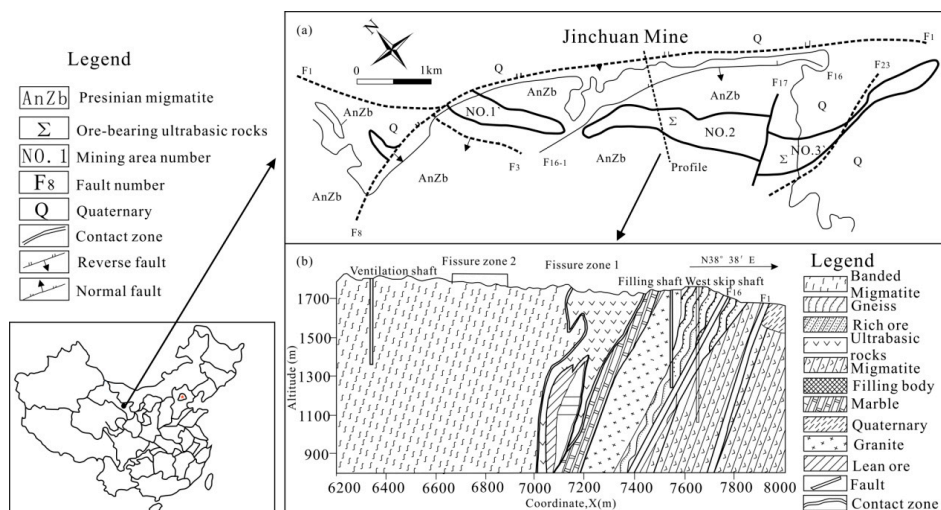 Legend
AnZb Presinian migmatite
Σ Ore-bearing ultrabasic rocks
NO.1 Mining area number
F8 Fault number
Q Quaternary
Contact zone
Reverse fault
Normal fault
(a)
N
Jinchuan Mine
0 1km
F1
Q
Q
F1
F23
AnZb
AnZb
F17
F16
AnZb
Q
Q
NO.1
Σ
NO.2
NO.3
Σ
Q
AnZb
F3
F16-1
AnZb
Profile
AnZb
F8
(b)
N38° 38′ E
Ventilation shaft
Fissure zone 2
Fissure zone 1
Filling shaft
West skip shaft
F16
F1
Altitude(m)
1700
1500
1300
1100
900
6200 6400 6600 6800 7000 7200 7400 7600 7800 8000
Coordinate,X(m)
Legend
Banded
Migmatite
Gneiss
Rich ore
Ultrabasic
rocks
Migmatite
Filling body
Marble
Quaternary
Granite
Lean ore
Fault
Contact zone